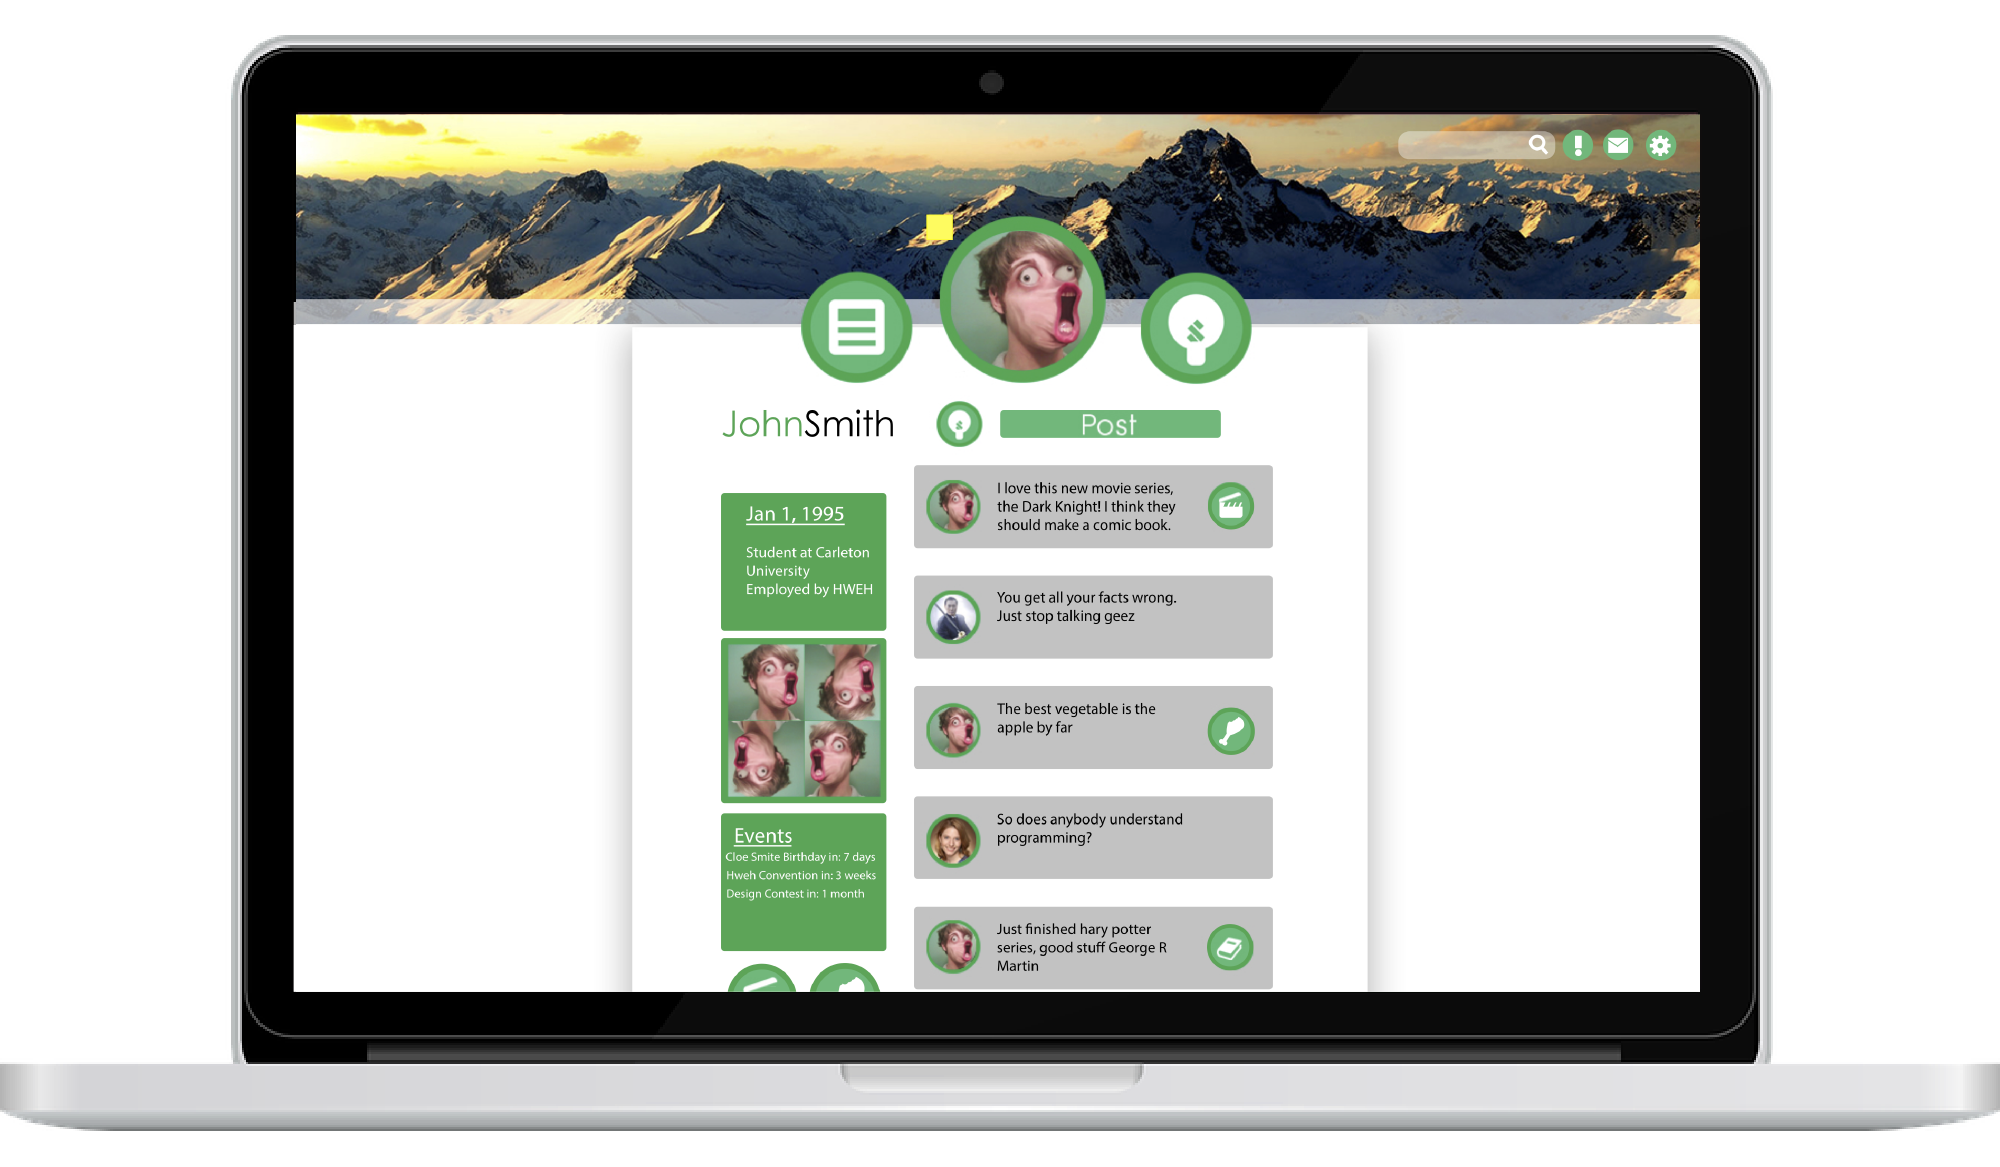 JohnSmith
Post
Jan 1, 1995
Student at Carleton
University
Employed by HWEH
Events
Cloe Smite Birthday in: 7 days
Hweh Convention in: 3 weeks
Design Contest in: 1 month
I love this new movie series,
the Dark Knight! I think they
should make a comic book.
You get all your facts wrong.
Just stop talking geez
The best vegetable is the
apple by far
So does anybody understand
programming?
Just finished hary potter
series, good stuff George R
Martin